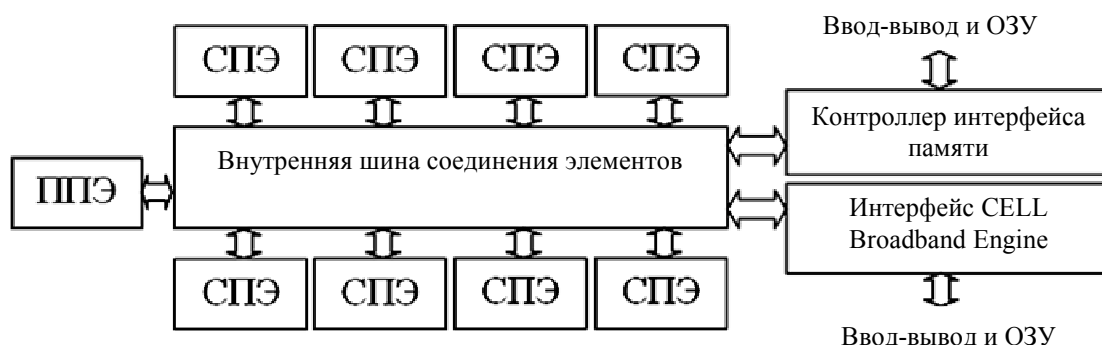 Ввод-вывод и ОЗУ
СПЭ
СПЭ
СПЭ
СПЭ
Контроллер интерфейса
памяти
Внутренняя шина соединения элементов
ППЭ
Интерфейс CELL
Broadband Engine
СПЭ
СПЭ
СПЭ
СПЭ
Ввод-вывод и ОЗУ